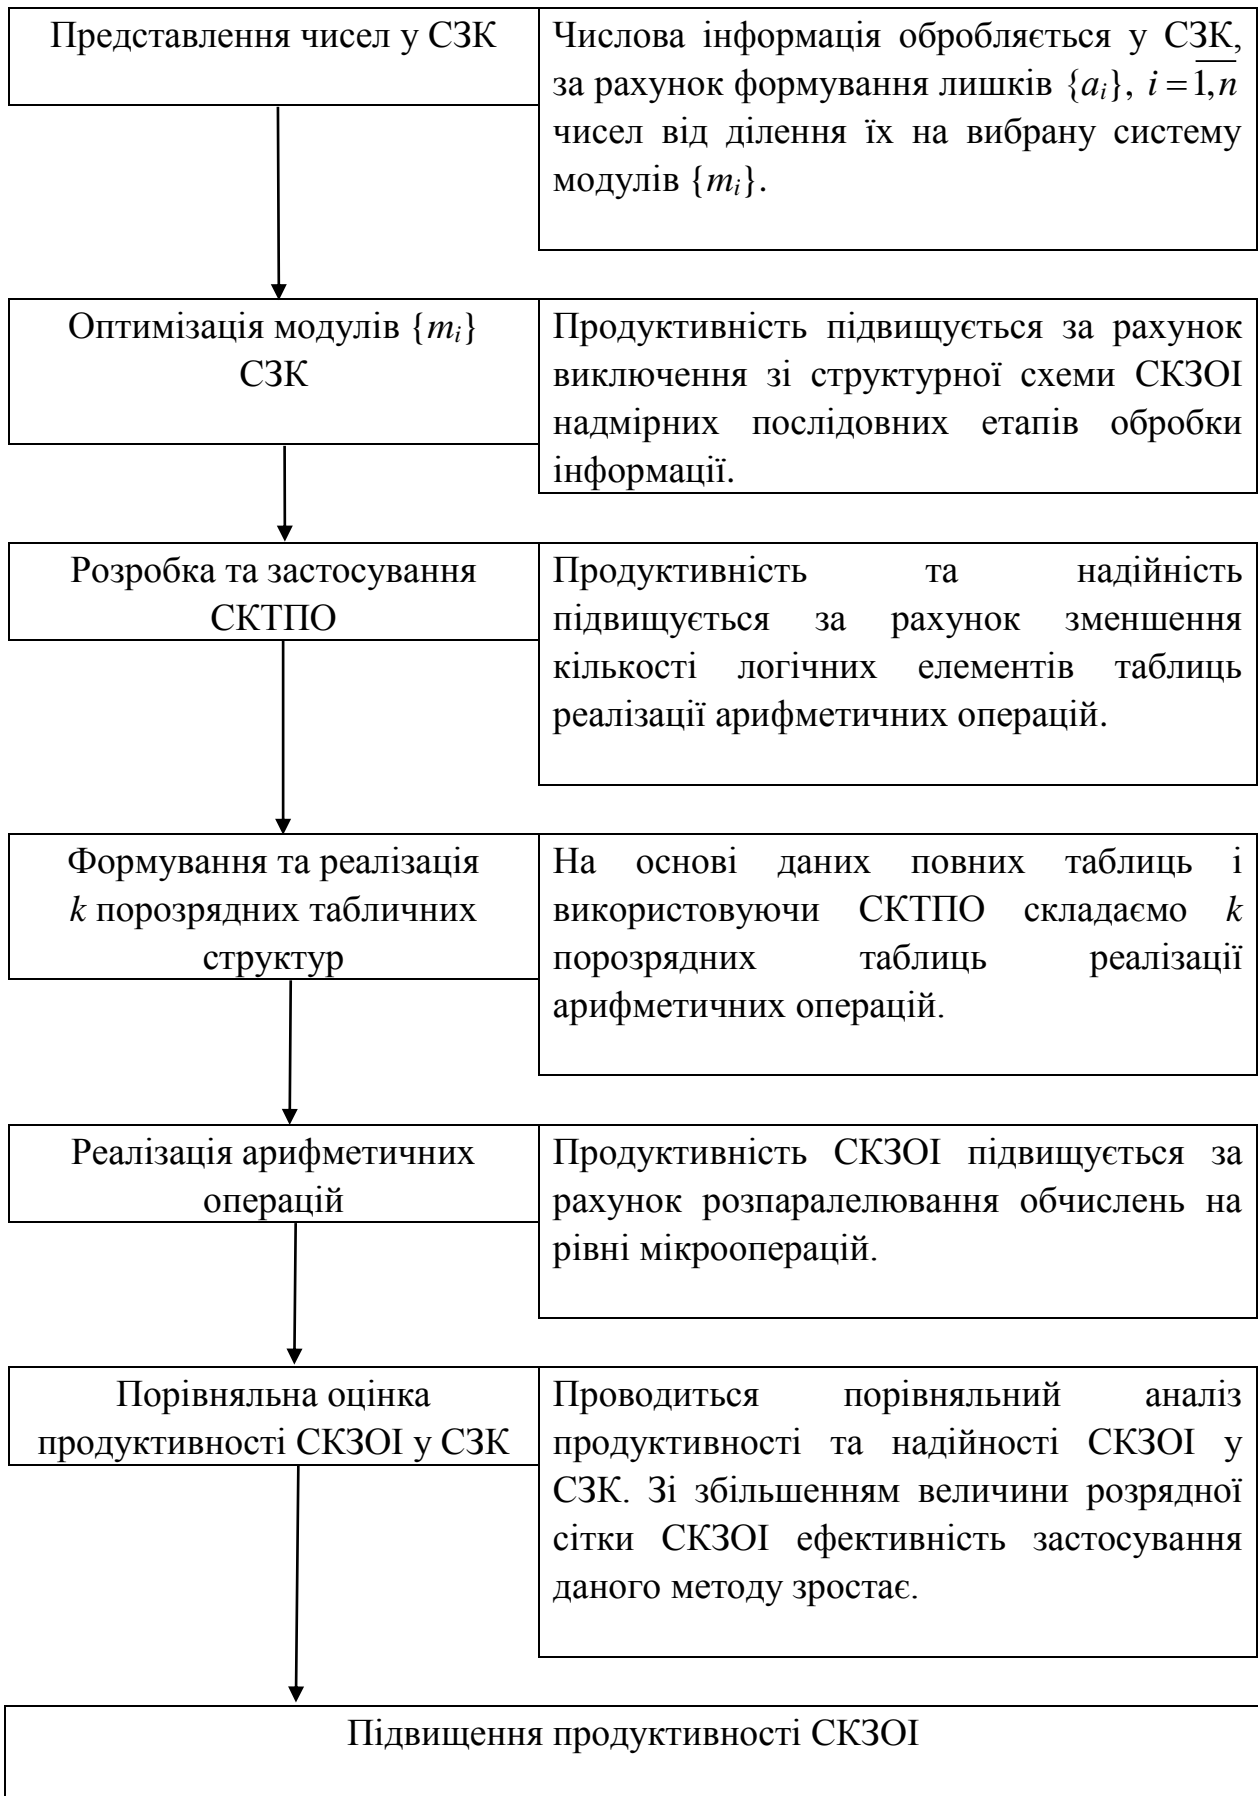 Представлення чисел у СЗК
Числова інформація обробляється у СЗК,
за рахунок формування лишків {aᵢ}, i = 1,n
чисел від ділення їх на вибрану систему
модулів {mᵢ}.
Оптимізація модулів {mᵢ}
СЗК
Продуктивність підвищується за рахунок
виключення зі структурної схеми СКЗОІ
надмірних послідовних етапів обробки
інформації.
Розробка та застосування
СКТПО
Продуктивність та надійність
підвищується за рахунок зменшення
кількості логічних елементів таблиць
реалізації арифметичних операцій.
Формування та реалізація
k порозрядних табличних
структур
На основі даних повних таблиць і
використовуючи СКТПО складаємо k
порозрядних таблиць реалізації
арифметичних операцій.
Реалізація арифметичних
операцій
Продуктивність СКЗОІ підвищується за
рахунок розпаралелювання обчислень на
рівні мікрооперацій.
Порівняльна оцінка
продуктивності СКЗОІ у СЗК
Проводиться порівняльний аналіз
продуктивності та надійності СКЗОІ у
СЗК. Зі збільшенням величини розрядної
сітки СКЗОІ ефективність застосування
даного методу зростає.
Підвищення продуктивності СКЗОІ